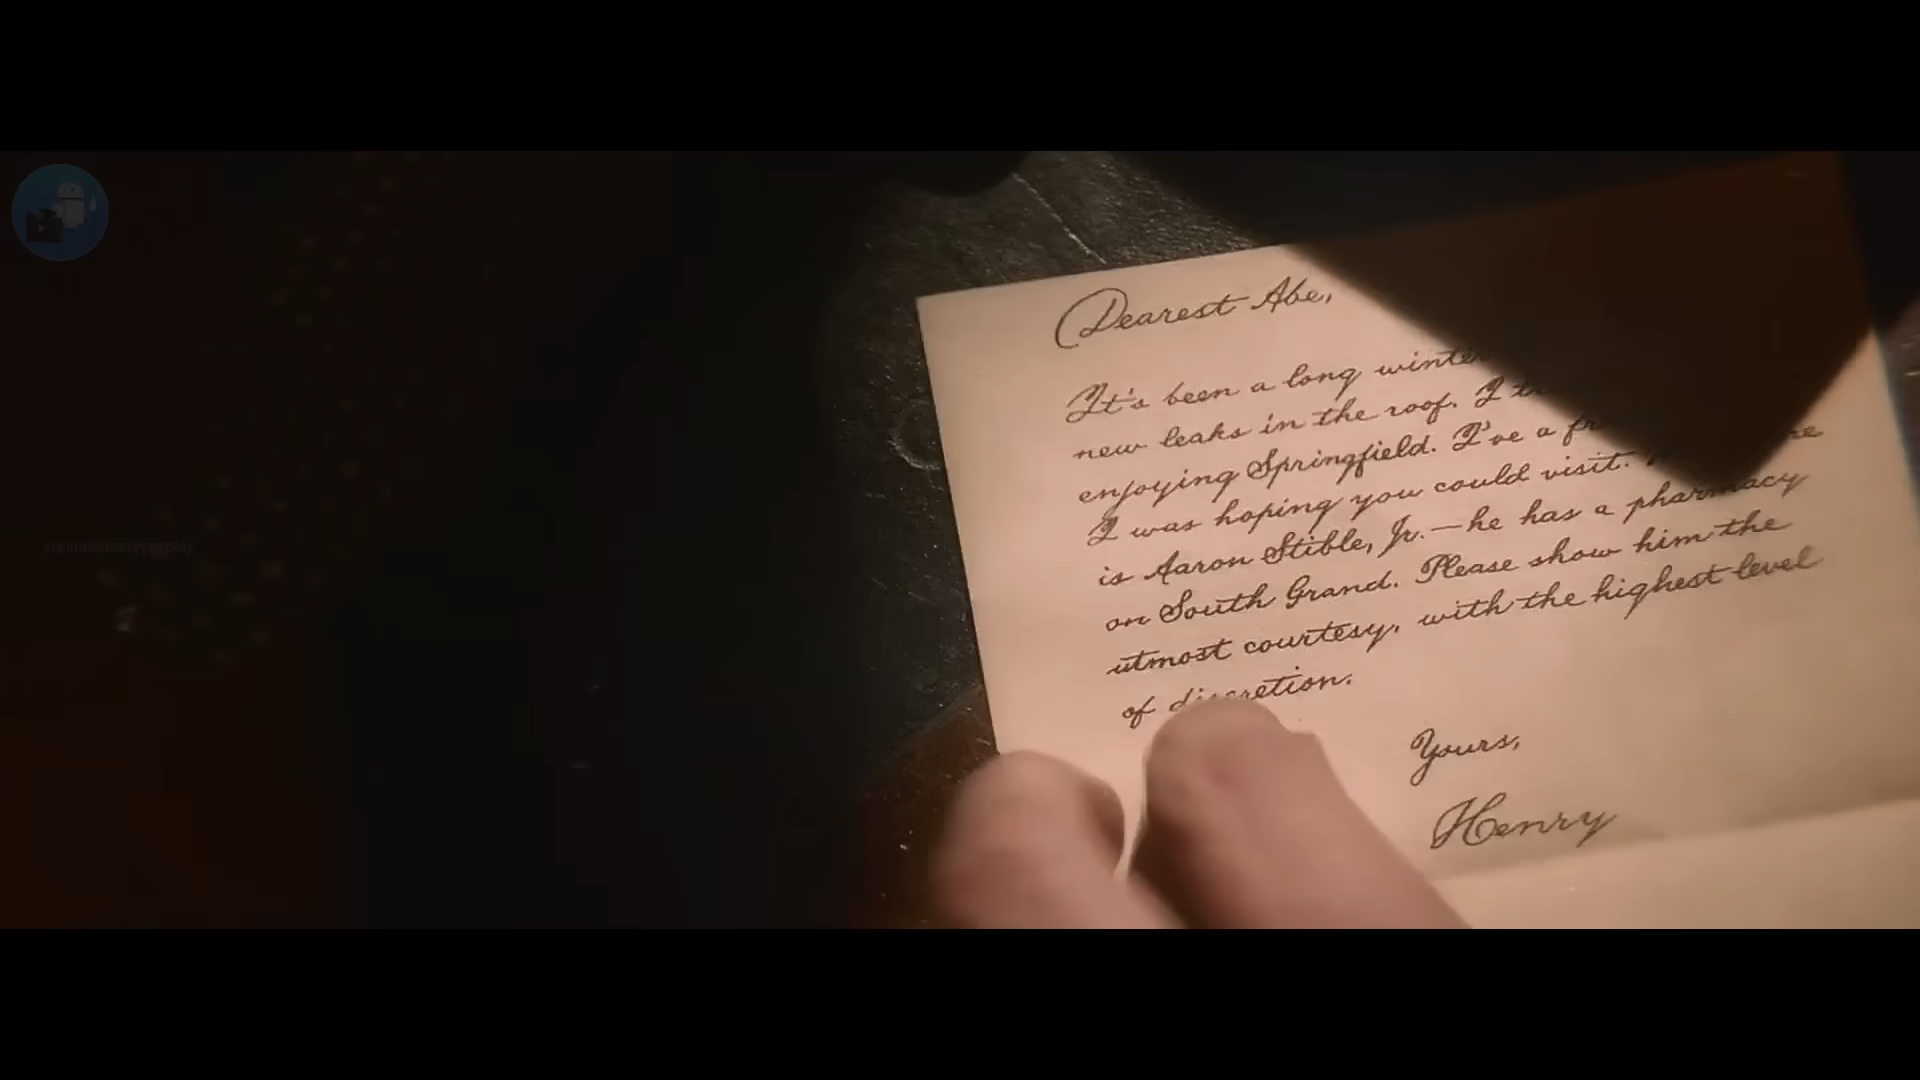 Dearest Abe,
It's been a long winter
new leaks in the roof. I
enjoying Springfield. I've a
I was hoping you could visit.
is Aaron Stible, Jr.—he has a pharmacy
on South Grand. Please show him the
utmost courtesy, with the highest level
of discretion.
Yours,
Henry